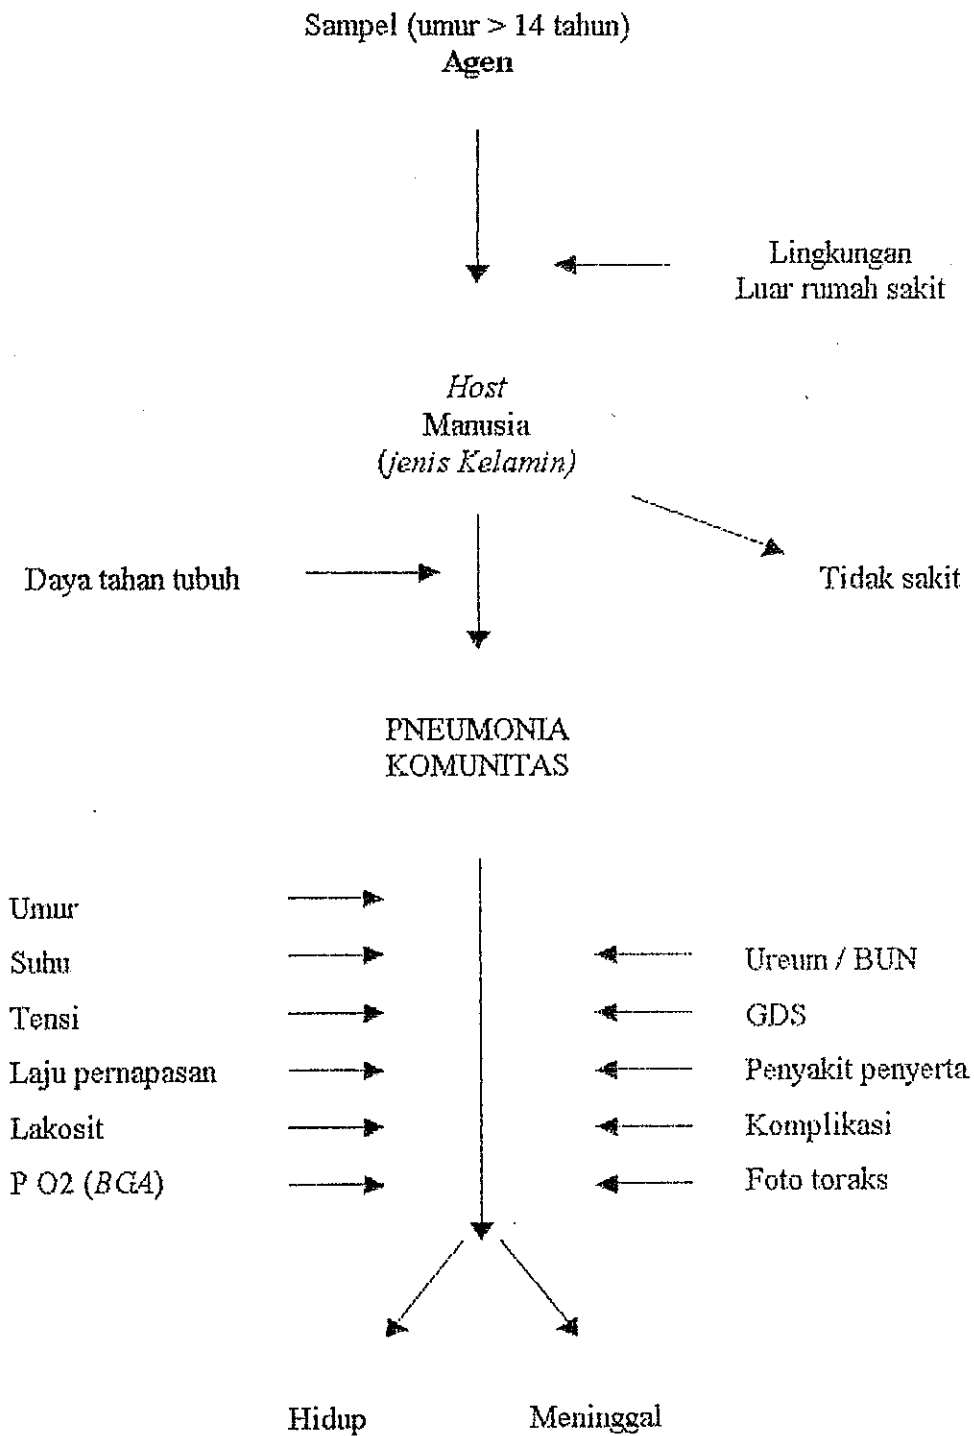 Sampel (umur > 14 tahun)
Agen
Lingkungan
Luar rumah sakit
Host
Manusia
(jenis Kelamin)
Daya tahan tubuh
Tidak sakit
PNEUMONIA
KOMUNITAS
Umur
Suhu
Tensi
Laju pernapasan
Lakosit
P O2 (BGA)
Ureum / BUN
GDS
Penyakit penyerta
Komplikasi
Foto toraks
Hidup
Meninggal